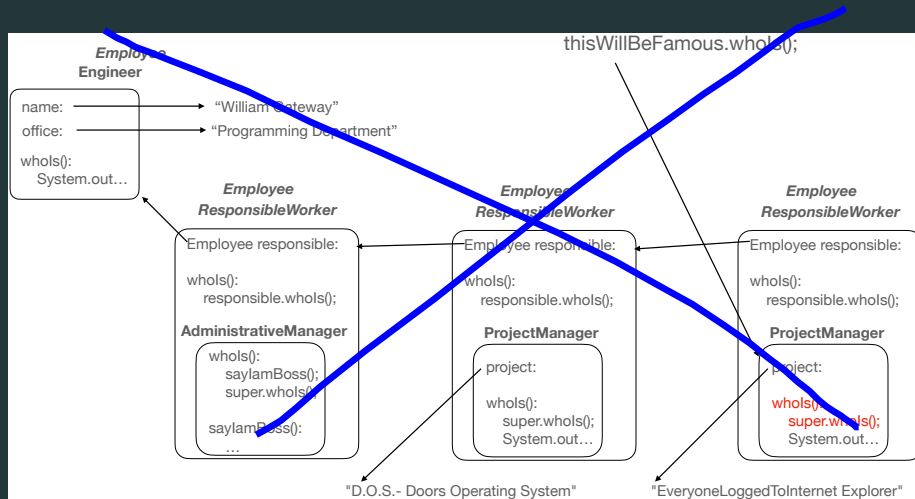 thisWillBeFamous.whoIs();
Employee
Engineer
name:
"William Gateway"
office:
"Programming Department"
whoIs():
System.out...
Employee
ResponsibleWorker
Employee responsible:
whoIs():
responsible.whoIs();
AdministrativeManager
whoIs():
sayIamBoss();
super.whoIs();
sayIamBoss():
...
Employee
ResponsibleWorker
Employee responsible:
whoIs():
responsible.whoIs();
ProjectManager
project:
whoIs():
super.whoIs();
System.out...
"D.O.S.- Doors Operating System"
Employee
ResponsibleWorker
Employee responsible:
whoIs():
responsible.whoIs();
ProjectManager
project:
whoIs():
super.whoIs();
System.out...
"EveryoneLoggedToInternet Explorer"